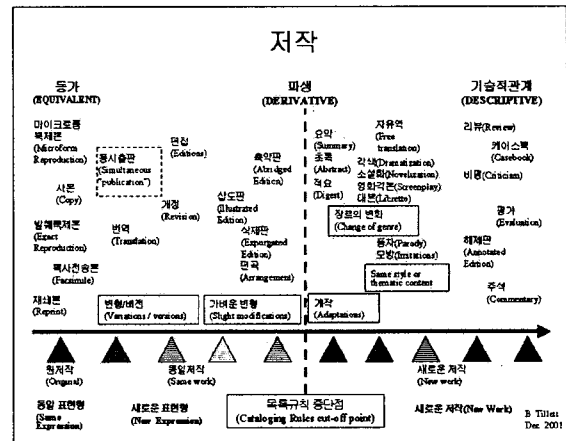 저작
등가
(EQUIVALENT)
파생
(DERIVATIVE)
기술적관계
(DESCRIPTIVE)
마이크로폼
복제본
(Microform
Reproduction)
사본
(Copy)
발췌복제본
(Exact
Reproduction)
팩시전송본
(Facsimile)
재쇄본
(Reprint)
동시출판
(Simultaneous
"publication")
번역
(Translation)
변형/버전
(Variations / versions)
편집
(Editions)
개정
(Revision)
삽도판
(Illustrated
Edition)
축약판
(Abridged
Edition)
삭제판
(Expurgated
Edition)
편곡
(Arrangement)
가벼운 변형
(Slight modifications)
요약
(Summary)
초록
(Abstract)
적요
(Digest)
자유역
(Free
translation)
각색(Dramatization)
소설화(Novelization)
영화각본(Screenplay)
대본(Libretto)
장르의 변화
(Change of genre)
풍자(Parody)
모방(Imitations)
Same style or
thematic content
개작
(Adaptations)
리뷰(Review)
케이스북
(Casebook)
비평(Criticism)
평가
(Evaluation)
해제판
(Annotated
Edition)
주석
(Commentary)
원저작
(Original)
동일저작
(Same work)
새로운 저작
(New work)
동일 표현형
(Same
Expression)
새로운 표현형
(New Expression)
목록규칙 중단점
(Cataloging Rules cut-off point)
새로운 저작(New Work)
B Tillett
Dec. 2001